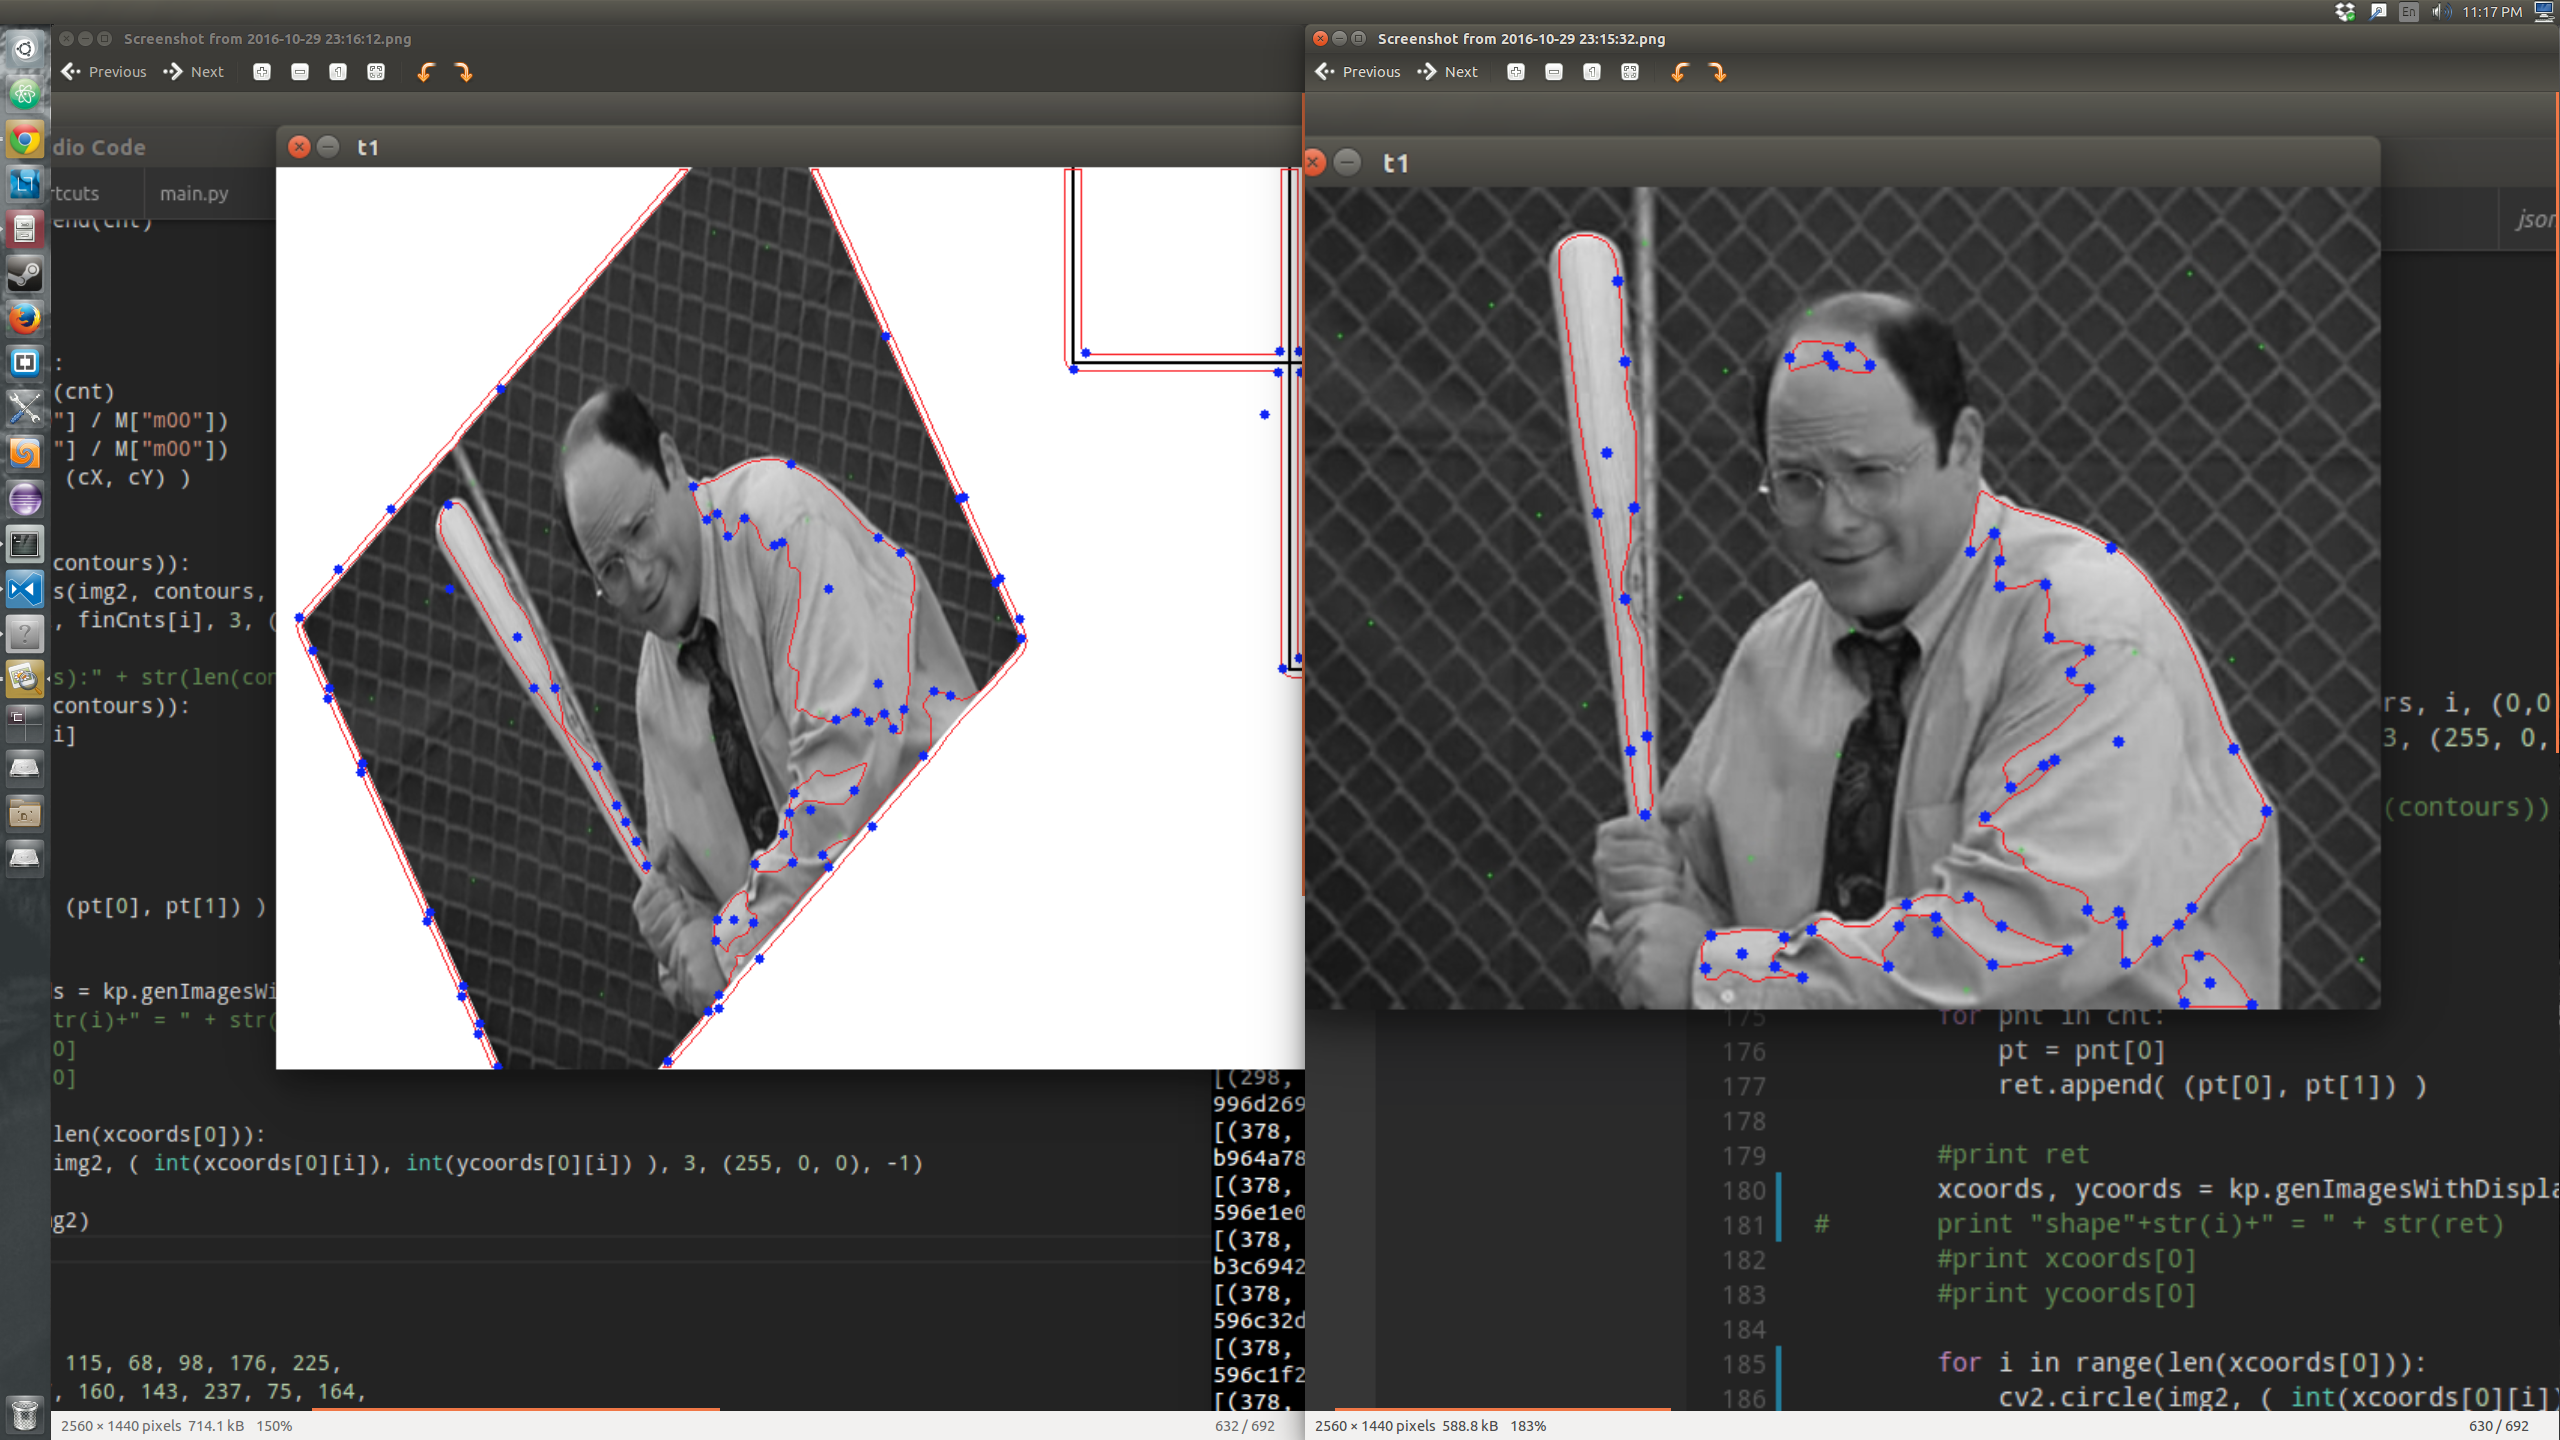 En
11:17 PM
Screenshot from 2016-10-29 23:16:12.png
Previous
Next
dio Code
t1
rtcuts
main.py
end(cnt)
:
(cnt)
"] / M["m00"])
"] / M["m00"])
(cX, cY) )
contours)):
s(img2, contours,
, finCnts[i], 3, (
s):" + str(len(con
contours)):
i]
(pt[0], pt[1]) )
s = kp.genImagesWi
tr(i)+" = " + str(
0]
0]
len(xcoords[0])):
img2, ( int(xcoords[0][i]), int(ycoords[0][i]) ), 3, (255, 0, 0), -1)
g2)
115, 68, 98, 176, 225,
, 160, 143, 237, 75, 164,
[(298,
996d269
[(378,
b964a78
[(378,
596e1e0
[(378,
b3c6942
[(378,
596c32d
[(378,
596c1f2
[(378,
2560 × 1440 pixels 714.1 kB 150%
632 / 692
Screenshot from 2016-10-29 23:15:32.png
Previous
Next
t1
json
rs, i, (0,0
3, (255, 0,
(contours))
175 for pnt in cnt:
176 pt = pnt[0]
177 ret.append( (pt[0], pt[1]) )
178
179 #print ret
180 xcoords, ycoords = kp.genImagesWithDispla
181 # print "shape"+str(i)+" = " + str(ret)
182 #print xcoords[0]
183 #print ycoords[0]
184
185 for i in range(len(xcoords[0])):
186 cv2.circle(img2, ( int(xcoords[0][i])
2560 × 1440 pixels 588.8 kB 183%
630 / 692